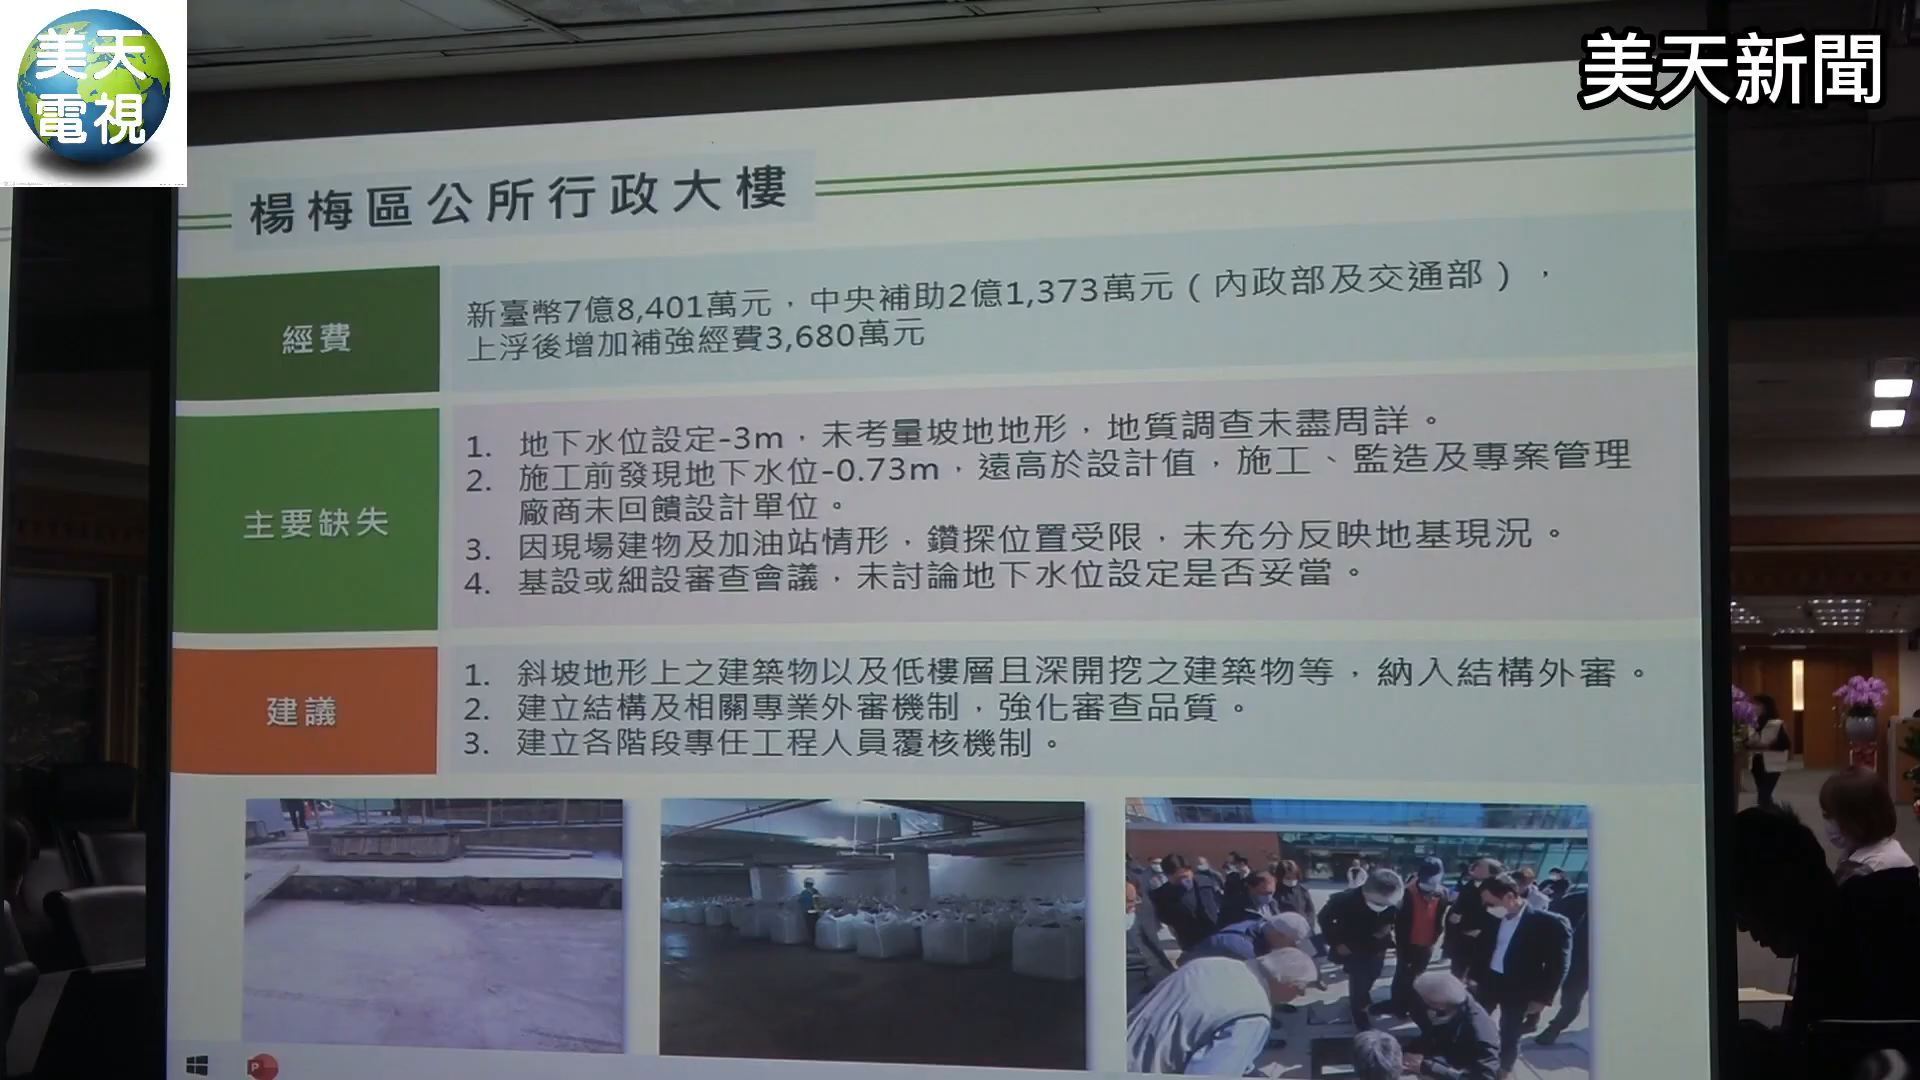 美天
電視
美天新聞
楊梅區公所行政大樓
經費
新臺幣7億8,401萬元，中央補助2億1,373萬元（內政部及交通部），
上浮後增加補強經費3,680萬元
主要缺失
1. 地下水位設定-3m，未考量坡地地形，地質調查未盡周詳。
2. 施工前發現地下水位-0.73m，遠高於設計值，施工、監造及專案管理
廠商未回饋設計單位。
3. 因現場建物及加油站情形，鑽探位置受限，未充分反映地基現況。
4. 基設或細設審查會議，未討論地下水位設定是否妥當。
建議
1. 斜坡地形上之建築物以及低樓層且深開挖之建築物等，納入結構外審。
2. 建立結構及相關專業外審機制，強化審查品質。
3. 建立各階段專任工程人員覆核機制。
P